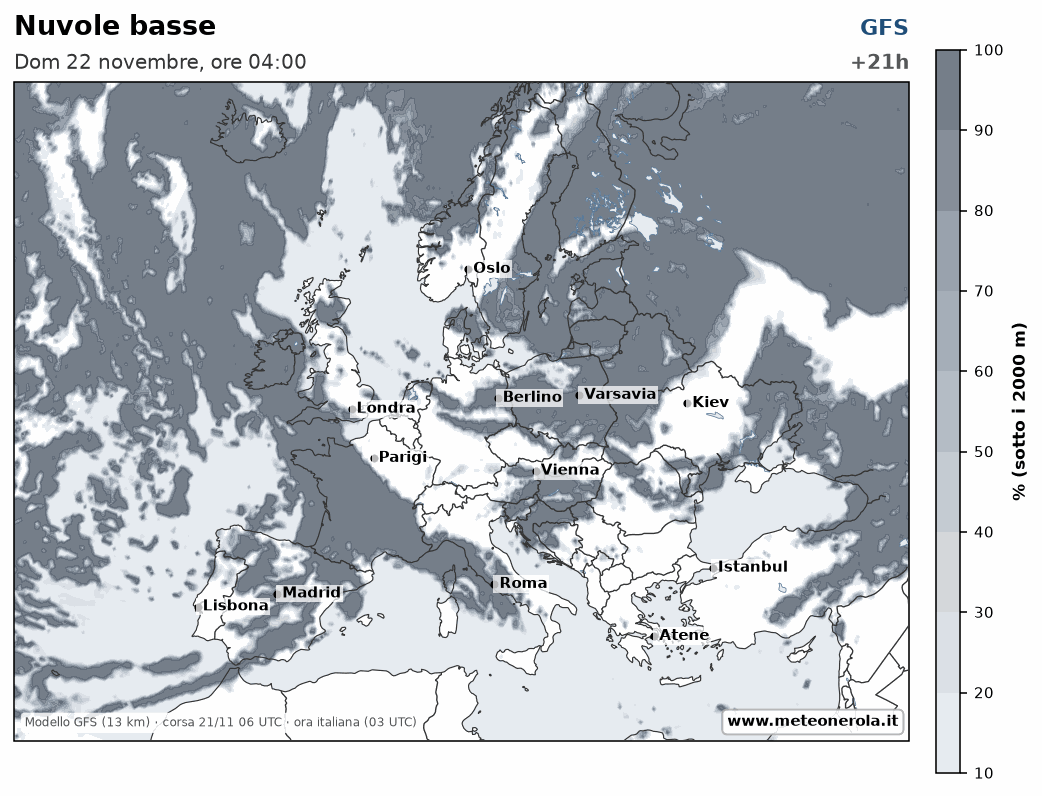 Nuvole basse
GFS
Dom 22 novembre, ore 04:00
+21h
Oslo
Londra
Berlino
Varsavia
Kiev
Parigi
Vienna
Istanbul
Roma
Madrid
Lisbona
Atene
Modello GFS (13 km) · corsa 21/11 06 UTC · ora italiana (03 UTC)
www.meteonerola.it
100
90
80
70
60
50
40
30
20
10
% (sotto i 2000 m)